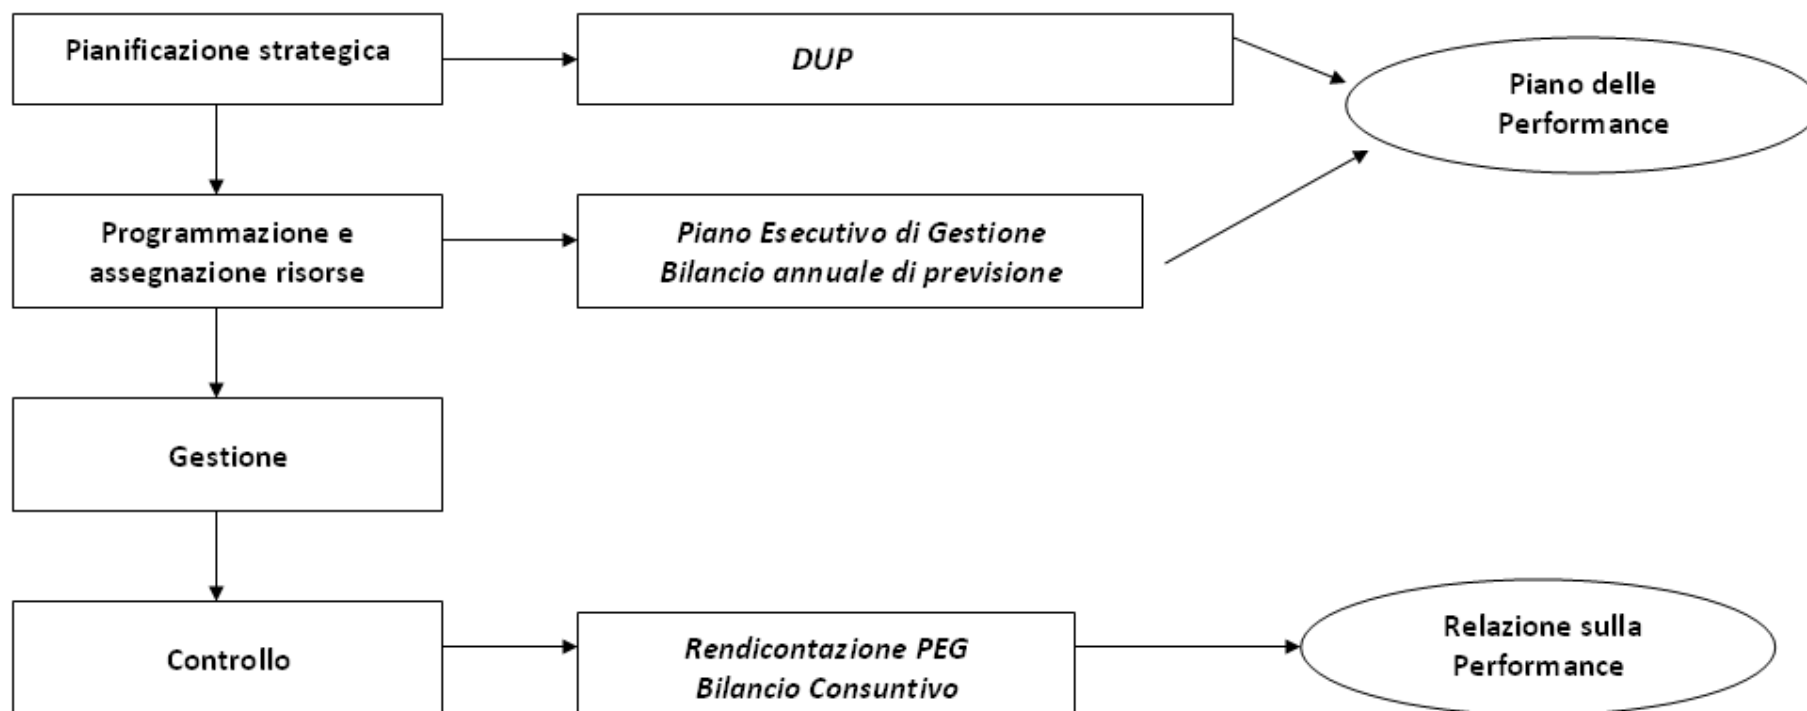 Pianificazione strategica
DUP
Piano delle
Performance
Programmazione e
assegnazione risorse
Piano Esecutivo di Gestione
Bilancio annuale di previsione
Gestione
Controllo
Rendicontazione PEG
Bilancio Consuntivo
Relazione sulla
Performance